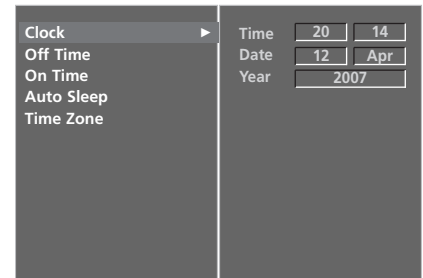 Clock ►
Off Time
On Time
Auto Sleep
Time Zone
Time 20 14
Date 12 Apr
Year 2007